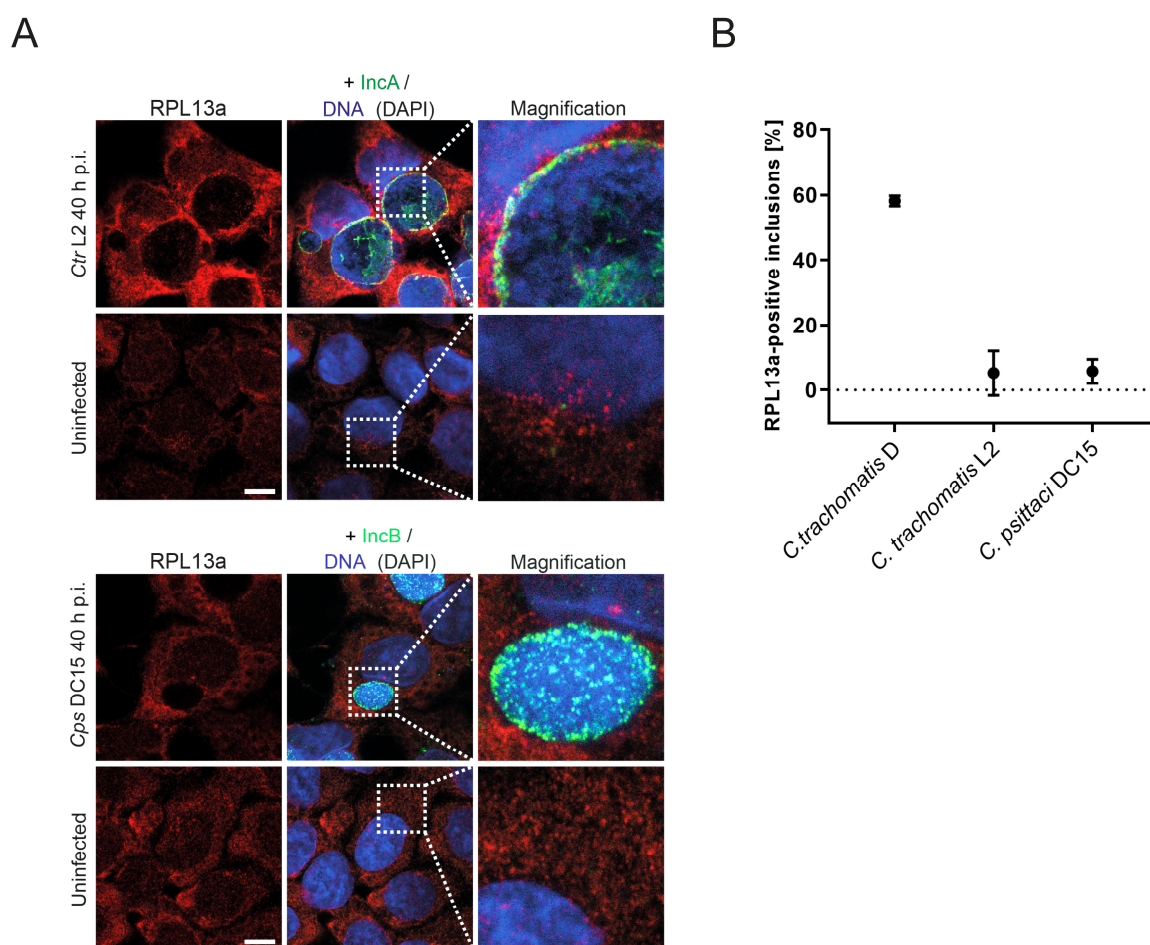 A
+ IncA /
RPL13a
DNA (DAPI)
Magnification
Ctr L2 40 h p.i.
Uninfected
+ IncB /
RPL13a
DNA (DAPI)
Magnification
Cps DC15 40 h p.i.
Uninfected
B
RPL13a-positive inclusions [%]
80
60
40
20
0
C.trachomatis D
C. trachomatis L2
C. psittaci DC15